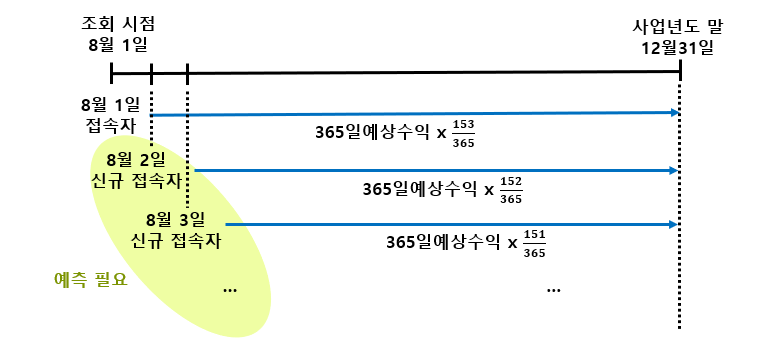 조회 시점
8월 1일
사업년도 말
12월31일
8월 1일
접속자
365일예상수익 x 153/365
8월 2일
신규 접속자
365일예상수익 x 152/365
8월 3일
신규 접속자
365일예상수익 x 151/365
예측 필요
...
...